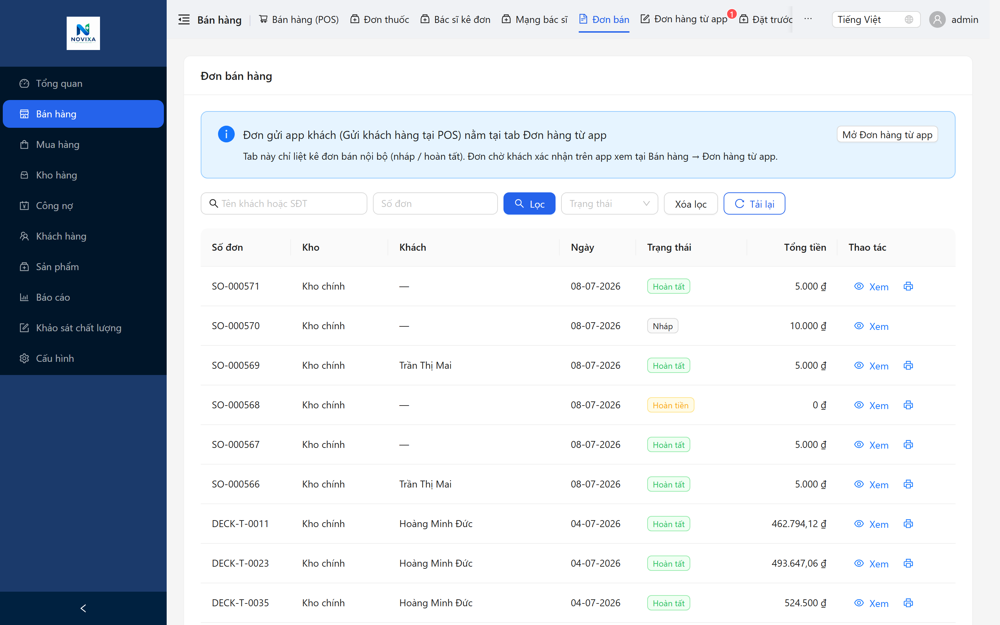 NOVIXA
Bán hàng
Bán hàng (POS)
Đơn thuốc
Bác sĩ kê đơn
Mạng bác sĩ
Đơn bán
Đơn hàng từ app
1
Đặt trước
...
Tiếng Việt
admin
Tổng quan
Bán hàng
Mua hàng
Kho hàng
Công nợ
Khách hàng
Sản phẩm
Báo cáo
Khảo sát chất lượng
Cấu hình
Đơn bán hàng
Đơn gửi app khách (Gửi khách hàng tại POS) nằm tại tab Đơn hàng từ app
Mở Đơn hàng từ app
Tab này chỉ liệt kê đơn bán nội bộ (nháp / hoàn tất). Đơn chờ khách xác nhận trên app xem tại Bán hàng → Đơn hàng từ app.
Tên khách hoặc SĐT
Số đơn
Lọc
Trạng thái
Xóa lọc
Tải lại
Số đơn Kho Khách Ngày Trạng thái Tổng tiền Thao tác
SO-000571 Kho chính — 08-07-2026 Hoàn tất 5.000 ₫ Xem
SO-000570 Kho chính — 08-07-2026 Nháp 10.000 ₫ Xem
SO-000569 Kho chính Trần Thị Mai 08-07-2026 Hoàn tất 5.000 ₫ Xem
SO-000568 Kho chính — 08-07-2026 Hoàn tiền 0 ₫ Xem
SO-000567 Kho chính — 08-07-2026 Hoàn tất 5.000 ₫ Xem
SO-000566 Kho chính Trần Thị Mai 08-07-2026 Hoàn tất 5.000 ₫ Xem
DECK-T-0011 Kho chính Hoàng Minh Đức 04-07-2026 Hoàn tất 462.794,12 ₫ Xem
DECK-T-0023 Kho chính Hoàng Minh Đức 04-07-2026 Hoàn tất 493.647,06 ₫ Xem
DECK-T-0035 Kho chính Hoàng Minh Đức 04-07-2026 Hoàn tất 524.500 ₫ Xem